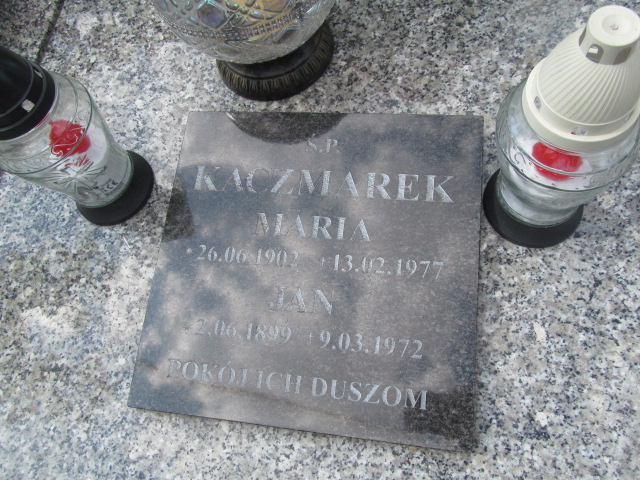 Ś.P.
KACZMAREK
MARIA
*26.06.1902 +13.02.1977
JAN
*2.06.1899 +9.03.1972
POKÓJ ICH DUSZOM